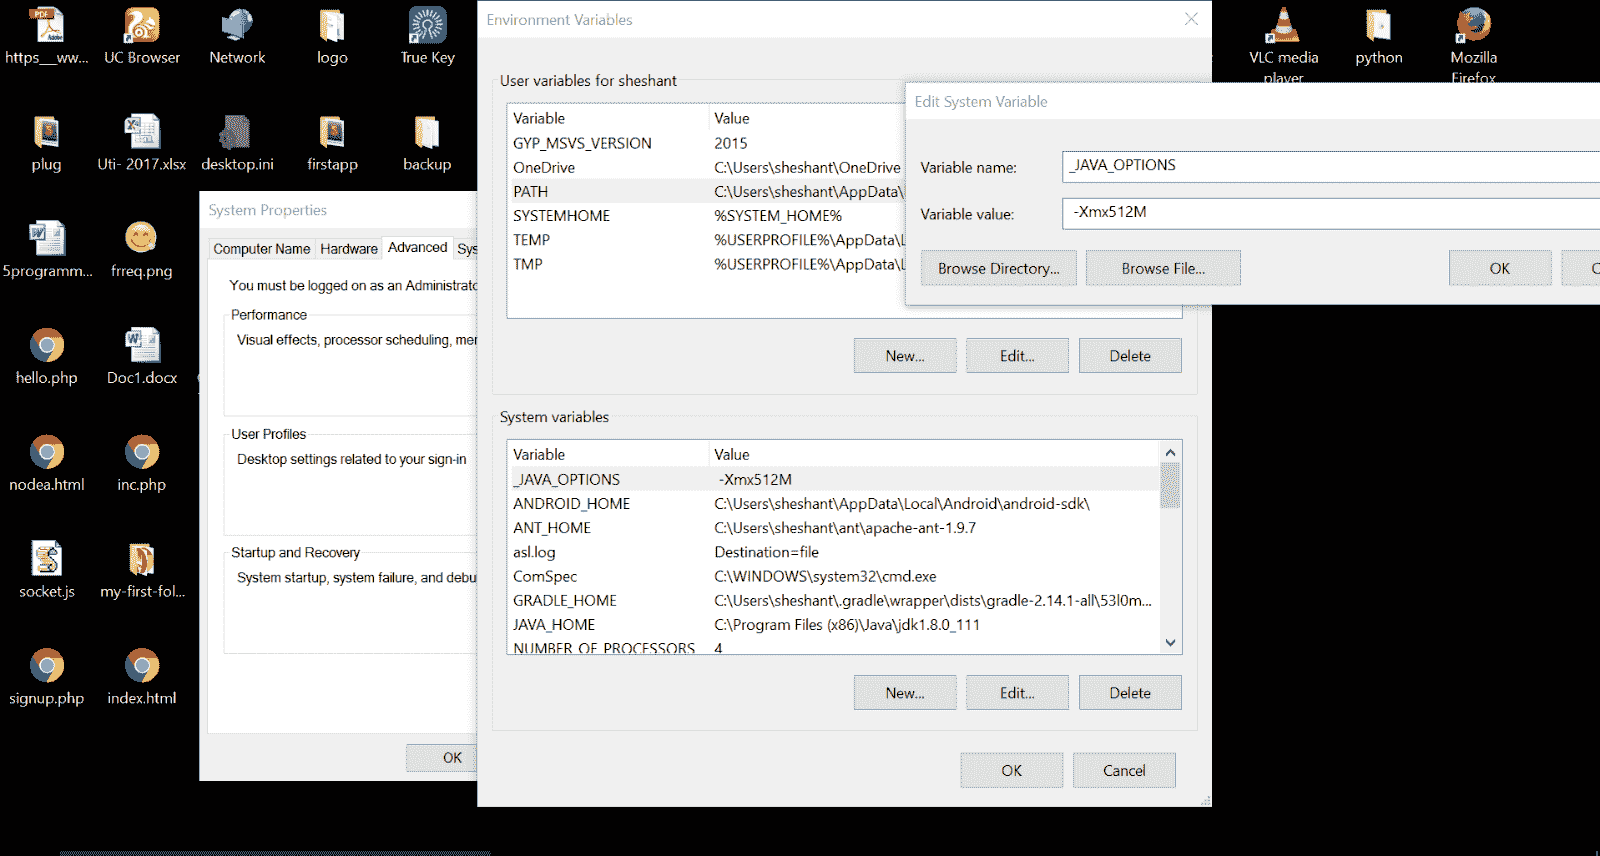 https__ww...
UC Browser
Network
logo
True Key
VLC media
player
python
Mozilla
Firefox
plug
Uti- 2017.xlsx
desktop.ini
firstapp
backup
5programm...
frreq.png
hello.php
Doc1.docx
nodea.html
inc.php
socket.js
my-first-fol...
signup.php
index.html
System Properties
Computer Name
Hardware
Advanced
Sys
You must be logged on as an Administrato
Performance
Visual effects, processor scheduling, mem
User Profiles
Desktop settings related to your sign-in
Startup and Recovery
System startup, system failure, and debu
OK
Environment Variables
User variables for sheshant
Variable Value
GYP_MSVS_VERSION 2015
OneDrive C:\Users\sheshant\OneDrive
PATH C:\Users\sheshant\AppData\
SYSTEMHOME %SYSTEM_HOME%
TEMP %USERPROFILE%\AppData\L
TMP %USERPROFILE%\AppData\L
New... Edit... Delete
System variables
Variable Value
_JAVA_OPTIONS -Xmx512M
ANDROID_HOME C:\Users\sheshant\AppData\Local\Android\android-sdk\
ANT_HOME C:\Users\sheshant\ant\apache-ant-1.9.7
asl.log Destination=file
ComSpec C:\WINDOWS\system32\cmd.exe
GRADLE_HOME C:\Users\sheshant\.gradle\wrapper\dists\gradle-2.14.1-all\53l0m...
JAVA_HOME C:\Program Files (x86)\Java\jdk1.8.0_111
NUMBER_OF_PROCESSORS 4
New... Edit... Delete
OK Cancel
Edit System Variable
Variable name: _JAVA_OPTIONS
Variable value: -Xmx512M
Browse Directory... Browse File... OK C